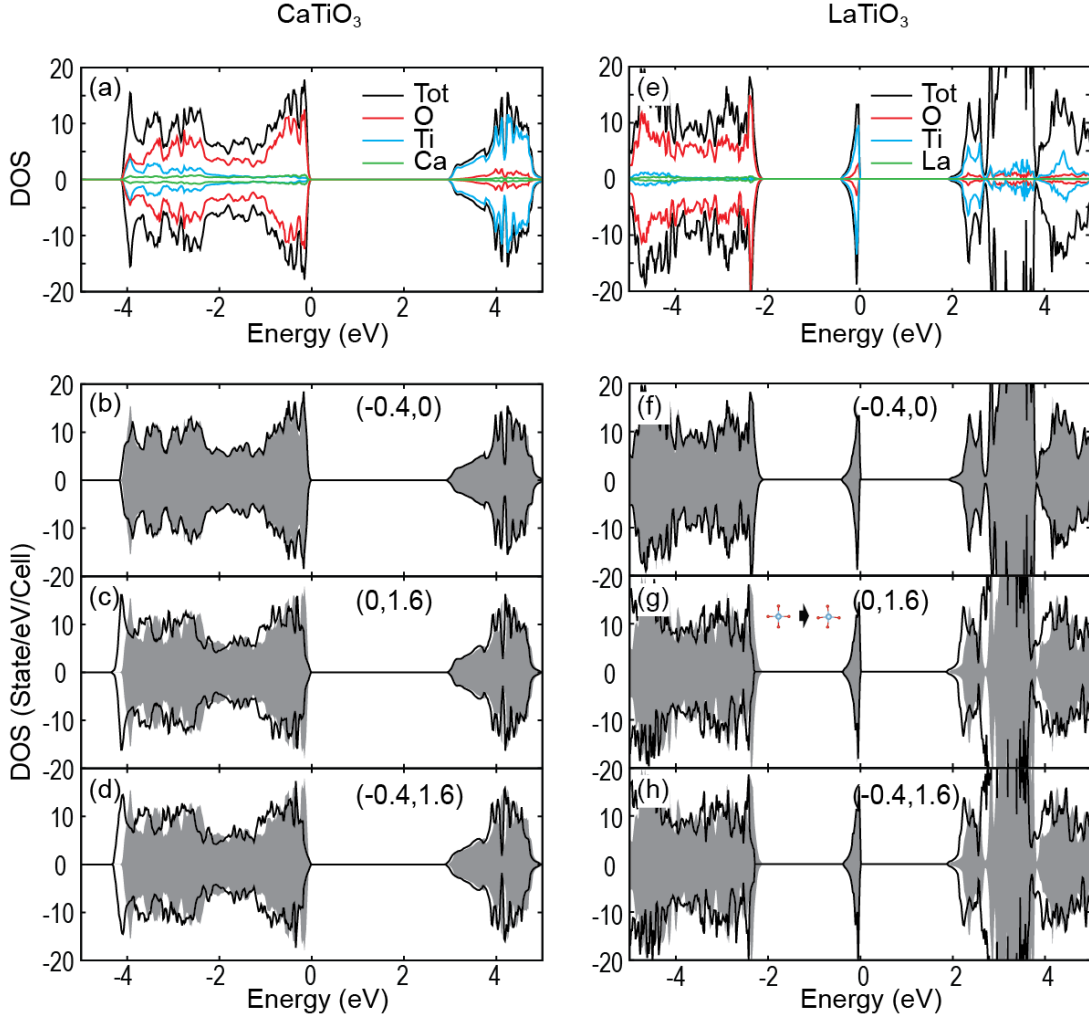 CaTiO₃
LaTiO₃
(a)
Tot
O
Ti
Ca
20
10
0
-10
-20
DOS
-4
-2
0
2
4
Energy (eV)
(e)
Tot
O
Ti
La
20
10
0
-10
-20
-4
-2
0
2
4
Energy (eV)
DOS (State/eV/Cell)
(b)
(-0.4,0)
20
10
0
-10
-20
(c)
(0,1.6)
10
0
-10
-20
(d)
(-0.4,1.6)
10
0
-10
-20
-4
-2
0
2
4
Energy (eV)
(f)
(-0.4,0)
20
10
0
-10
-20
(g)
(0,1.6)
10
0
-10
-20
(h)
(-0.4,1.6)
10
0
-10
-20
-4
-2
0
2
4
Energy (eV)